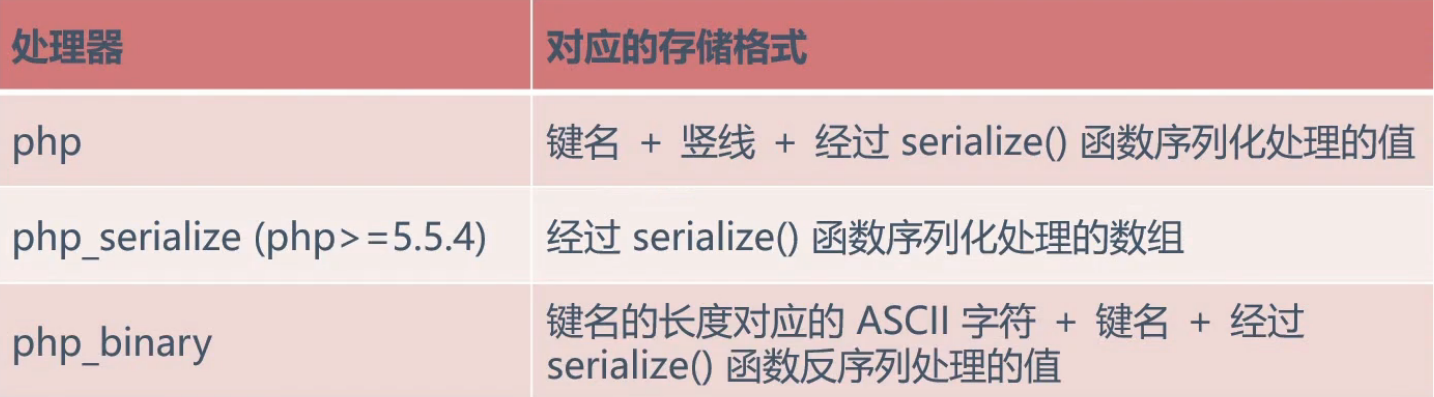 处理器
对应的存储格式
php
键名 + 竖线 + 经过 serialize() 函数序列化处理的值
php_serialize (php>=5.5.4)
经过 serialize() 函数序列化处理的数组
php_binary
键名的长度对应的 ASCII 字符 + 键名 + 经过
serialize() 函数反序列处理的值